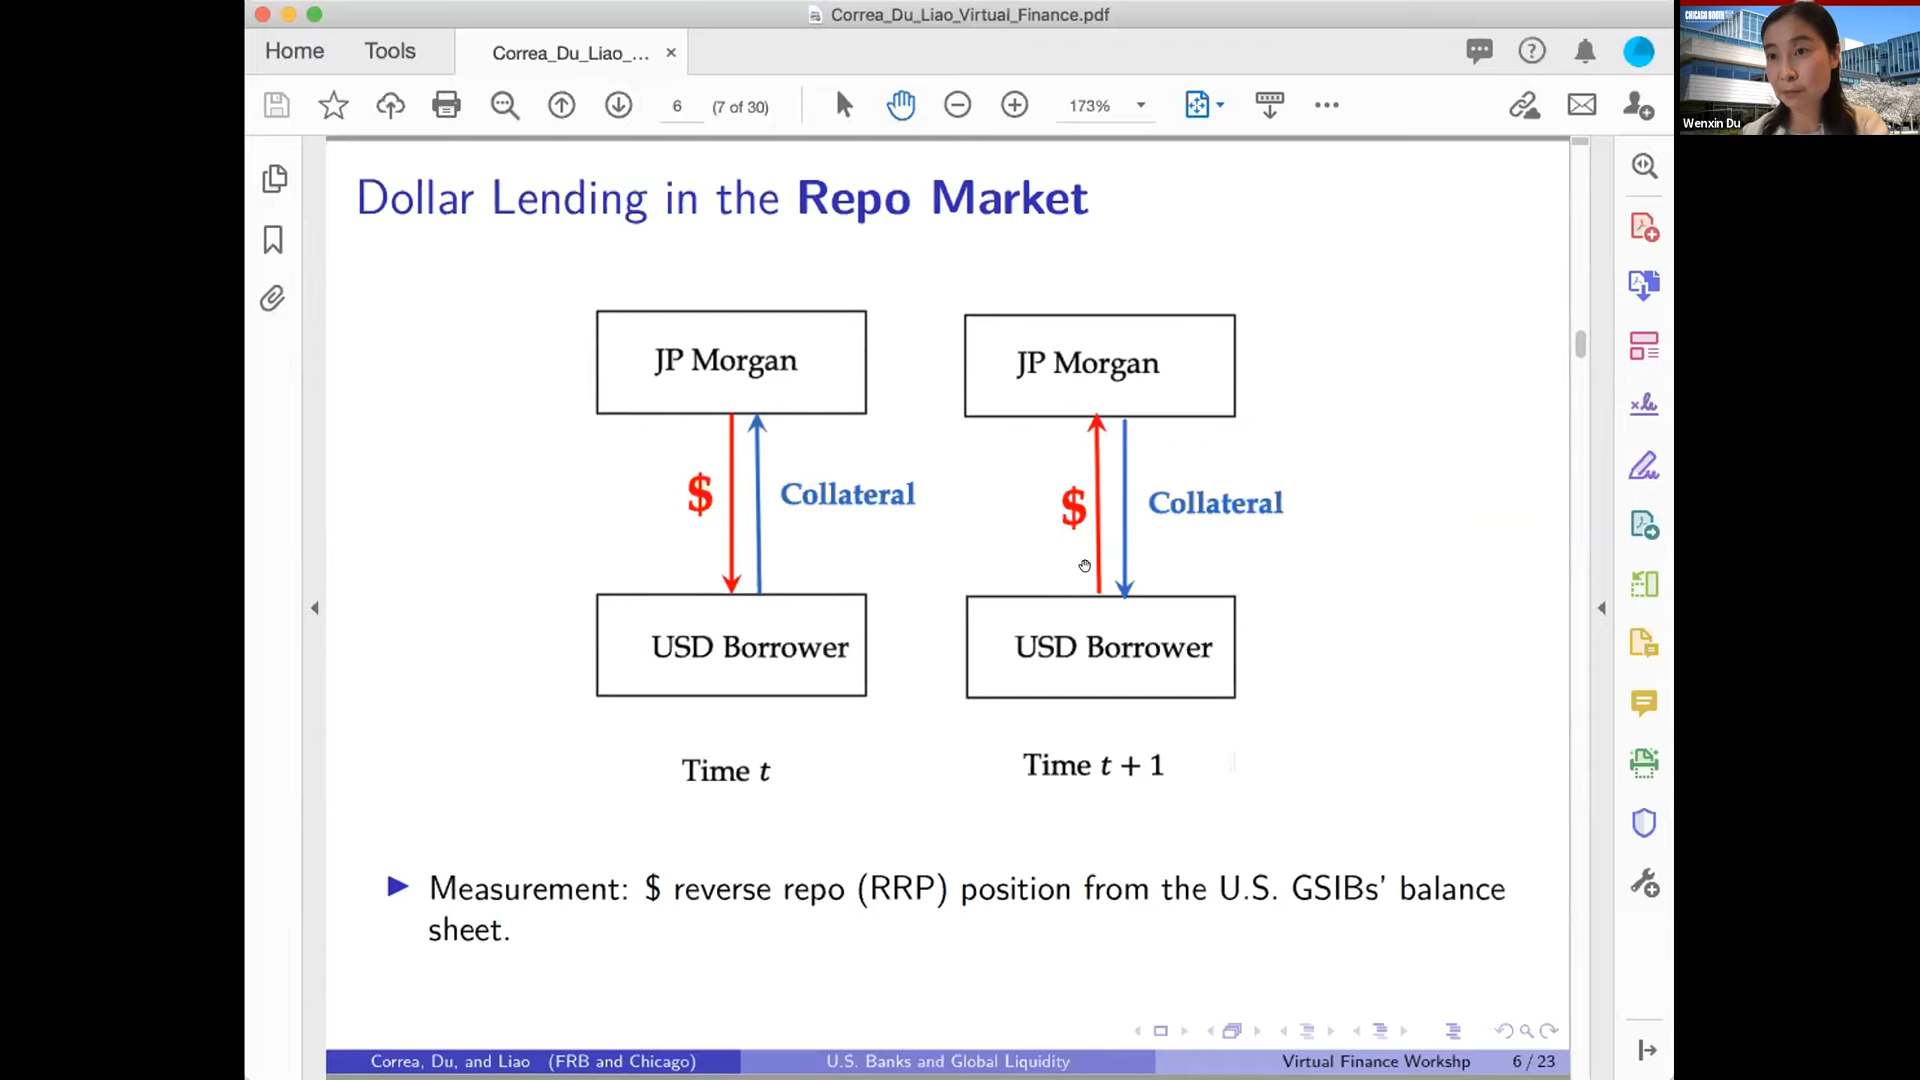 Correa_Du_Liao_Virtual_Finance.pdf
Home
Tools
Correa_Du_Liao_...
6
(7 of 30)
173%
CHICAGO BOOTH
Wenxin Du
Dollar Lending in the Repo Market
JP Morgan
JP Morgan
$
Collateral
$
Collateral
USD Borrower
USD Borrower
Time t
Time t + 1
Measurement: $ reverse repo (RRP) position from the U.S. GSIBs' balance
sheet.
Correa, Du, and Liao (FRB and Chicago)
U.S. Banks and Global Liquidity
Virtual Finance Workshp
6 / 23